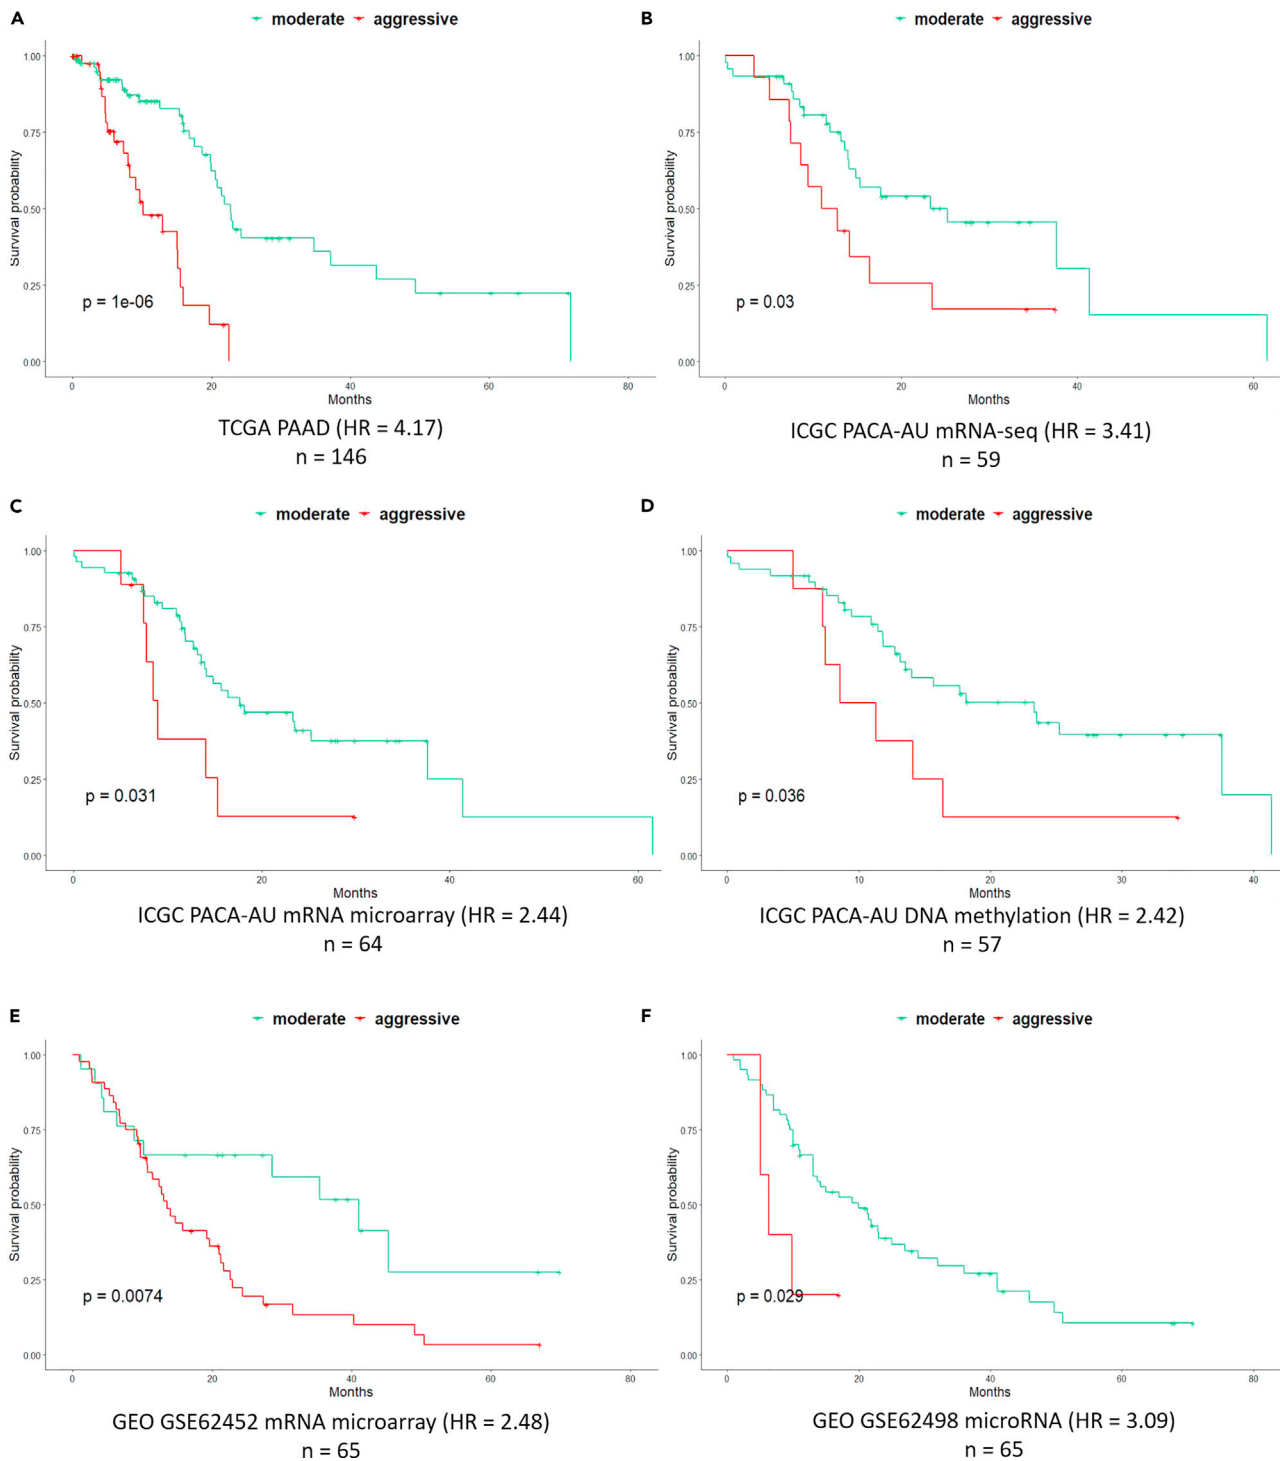 A
moderate aggressive
1.00
0.75
0.50
0.25
0.00
Survival probability
p = 1e-06
0 20 40 60 80
Months
TCGA PAAD (HR = 4.17)
n = 146
B
moderate aggressive
1.00
0.75
0.50
0.25
0.00
Survival probability
p = 0.03
0 20 40 60
Months
ICGC PACA-AU mRNA-seq (HR = 3.41)
n = 59
C
moderate aggressive
1.00
0.75
0.50
0.25
0.00
Survival probability
p = 0.031
0 20 40 60
Months
ICGC PACA-AU mRNA microarray (HR = 2.44)
n = 64
D
moderate aggressive
1.00
0.75
0.50
0.25
0.00
Survival probability
p = 0.036
0 10 20 30 40
Months
ICGC PACA-AU DNA methylation (HR = 2.42)
n = 57
E
moderate aggressive
1.00
0.75
0.50
0.25
0.00
Survival probability
p = 0.0074
0 20 40 60 80
Months
GEO GSE62452 mRNA microarray (HR = 2.48)
n = 65
F
moderate aggressive
1.00
0.75
0.50
0.25
0.00
Survival probability
p = 0.029
0 20 40 60 80
Months
GEO GSE62498 microRNA (HR = 3.09)
n = 65